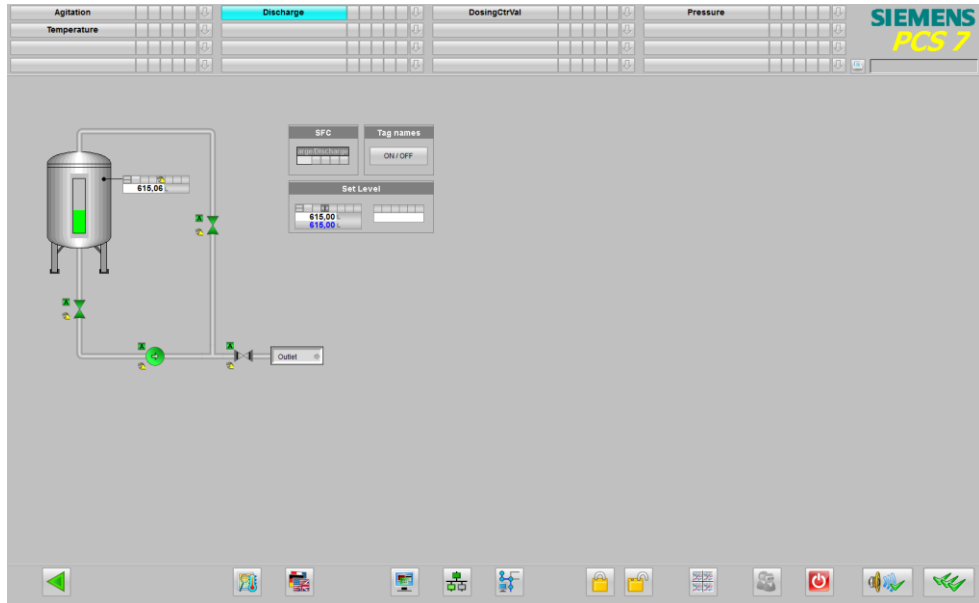 Agitation
Discharge
DosingCtrVal
Pressure
SIEMENS
PCS 7
Temperature
SFC
Tag names
arge/Discharge
ON / OFF
615,06 L
Set Level
615,00 L
615,00 L
A
A
A
A
Outlet